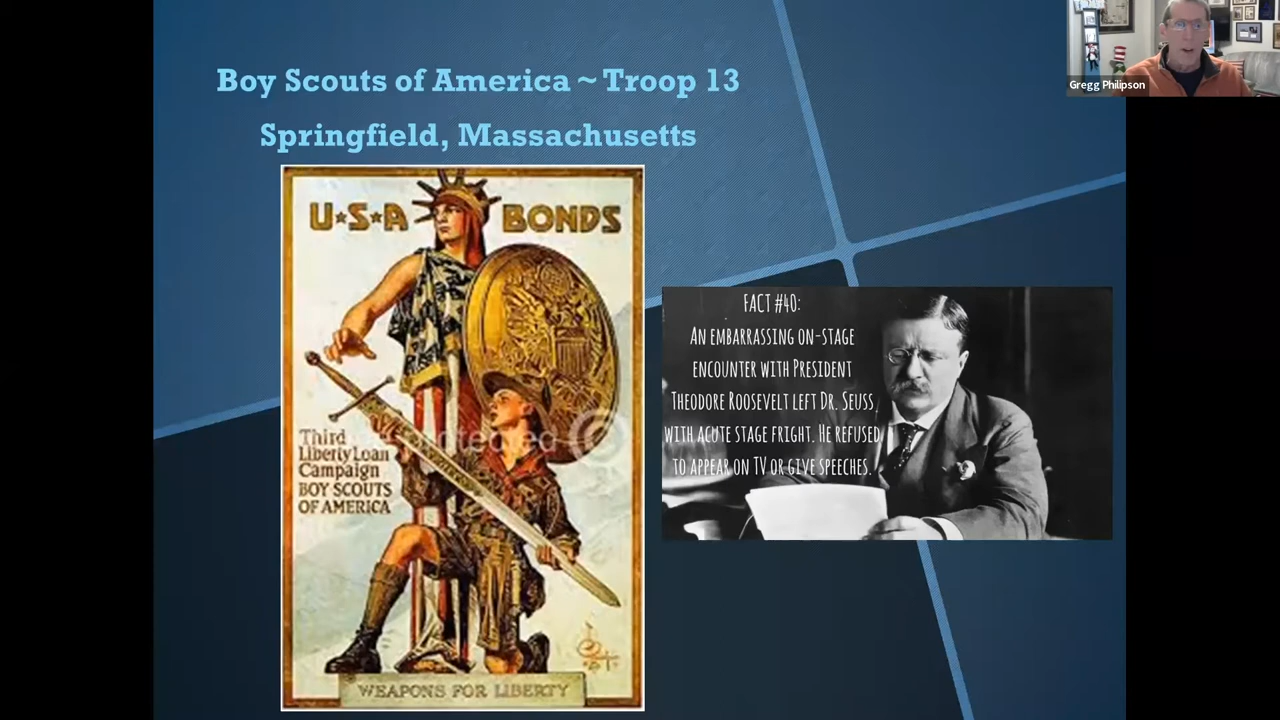 Boy Scouts of America ~ Troop 13
Springfield, Massachusetts
U★S★A BONDS
Third
Liberty Loan
Campaign
BOY SCOUTS
OF AMERICA
WEAPONS FOR LIBERTY
FACT #40:
AN EMBARRASSING ON-STAGE
ENCOUNTER WITH PRESIDENT
THEODORE ROOSEVELT LEFT DR. SEUSS
WITH ACUTE STAGE FRIGHT. HE REFUSED
TO APPEAR ON TV OR GIVE SPEECHES.
Gregg Philipson